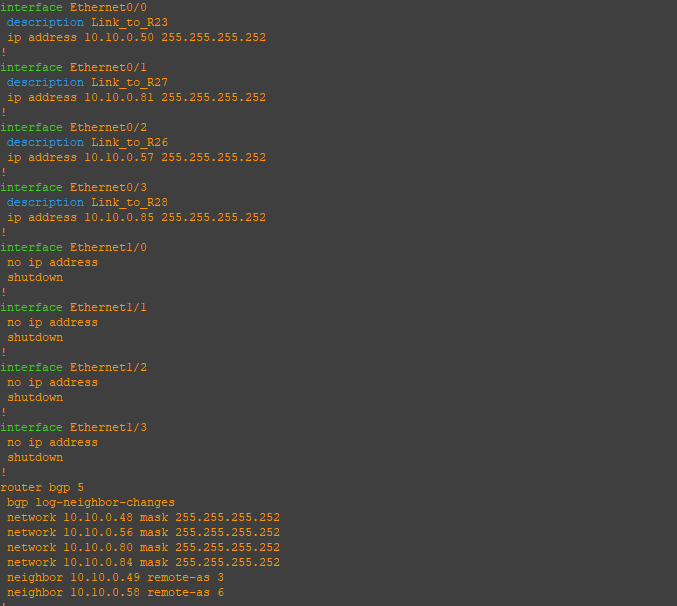 interface Ethernet0/0
description Link_to_R23
ip address 10.10.0.50 255.255.255.252
!
interface Ethernet0/1
description Link_to_R27
ip address 10.10.0.81 255.255.255.252
!
interface Ethernet0/2
description Link_to_R26
ip address 10.10.0.57 255.255.255.252
!
interface Ethernet0/3
description Link_to_R28
ip address 10.10.0.85 255.255.255.252
!
interface Ethernet1/0
no ip address
shutdown
!
interface Ethernet1/1
no ip address
shutdown
!
interface Ethernet1/2
no ip address
shutdown
!
interface Ethernet1/3
no ip address
shutdown
!
router bgp 5
bgp log-neighbor-changes
network 10.10.0.48 mask 255.255.255.252
network 10.10.0.56 mask 255.255.255.252
network 10.10.0.80 mask 255.255.255.252
network 10.10.0.84 mask 255.255.255.252
neighbor 10.10.0.49 remote-as 3
neighbor 10.10.0.58 remote-as 6
!